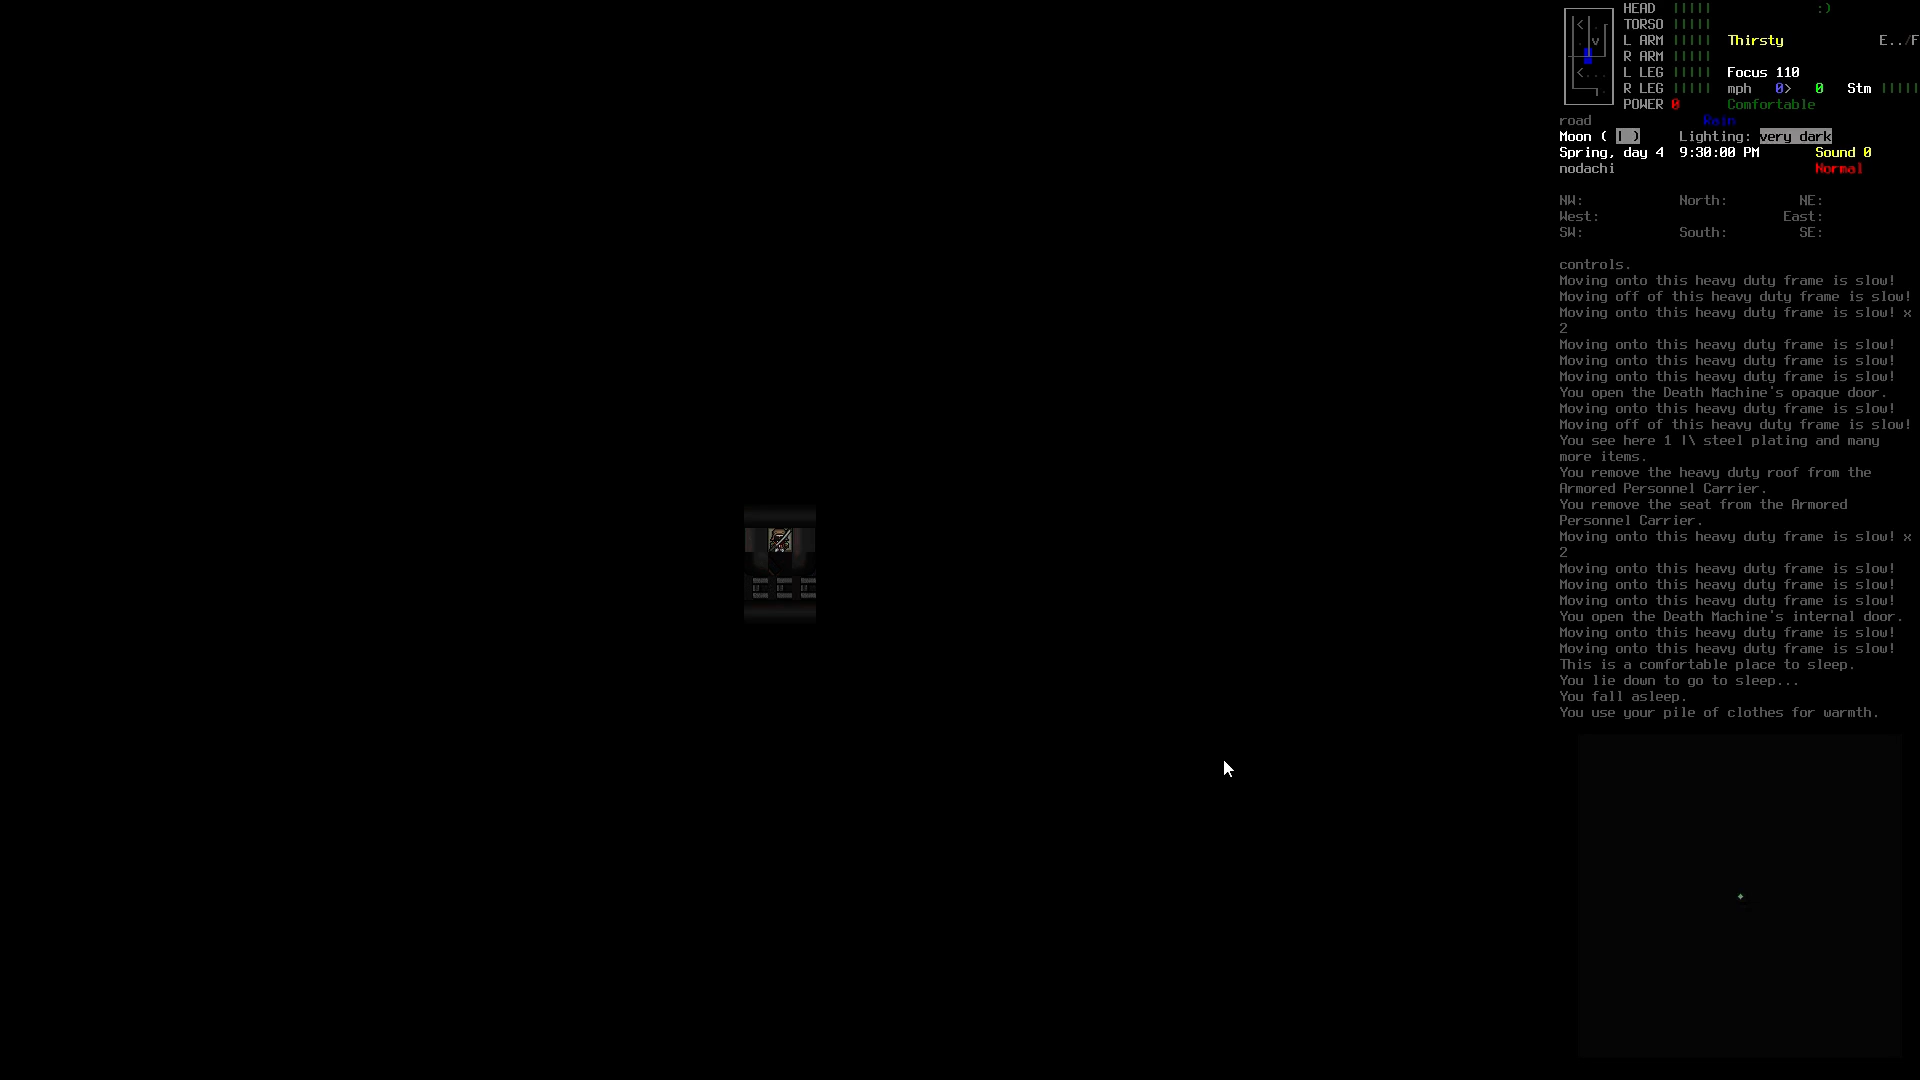 HEAD ||||| :)
TORSO |||||
L ARM ||||| Thirsty E../F
R ARM |||||
L LEG ||||| Focus 110
R LEG ||||| mph 0> 0 Stm |||||
POWER 0 Comfortable
road Rain
Moon ( | ) Lighting: very dark
Spring, day 4 9:30:00 PM Sound 0
nodachi Normal
NW: North: NE:
West: East:
SW: South: SE:
controls.
Moving onto this heavy duty frame is slow!
Moving off of this heavy duty frame is slow!
Moving onto this heavy duty frame is slow! x
2
Moving onto this heavy duty frame is slow!
Moving onto this heavy duty frame is slow!
Moving onto this heavy duty frame is slow!
You open the Death Machine's opaque door.
Moving onto this heavy duty frame is slow!
Moving off of this heavy duty frame is slow!
You see here 1 |\ steel plating and many
more items.
You remove the heavy duty roof from the
Armored Personnel Carrier.
You remove the seat from the Armored
Personnel Carrier.
Moving onto this heavy duty frame is slow! x
2
Moving onto this heavy duty frame is slow!
Moving onto this heavy duty frame is slow!
Moving onto this heavy duty frame is slow!
You open the Death Machine's internal door.
Moving onto this heavy duty frame is slow!
Moving onto this heavy duty frame is slow!
This is a comfortable place to sleep.
You lie down to go to sleep...
You fall asleep.
You use your pile of clothes for warmth.